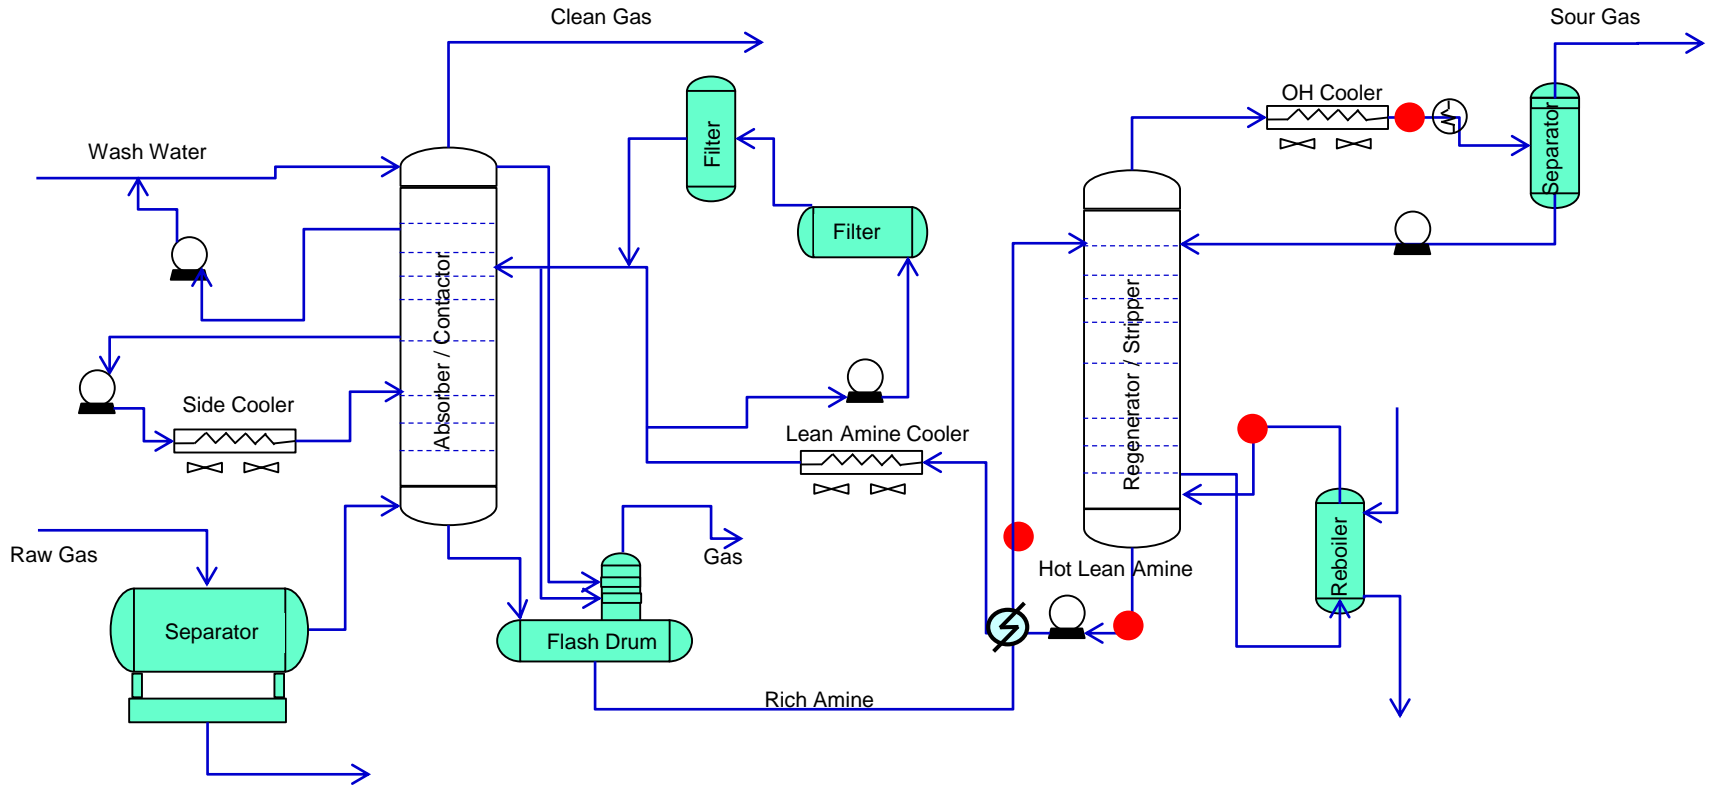 Clean Gas
Sour Gas
OH Cooler
Wash Water
Filter
Separator
Filter
Absorber / Contactor
Regenerator / Stripper
Side Cooler
Lean Amine Cooler
Raw Gas
Gas
Hot Lean Amine
Reboiler
Separator
Flash Drum
Rich Amine